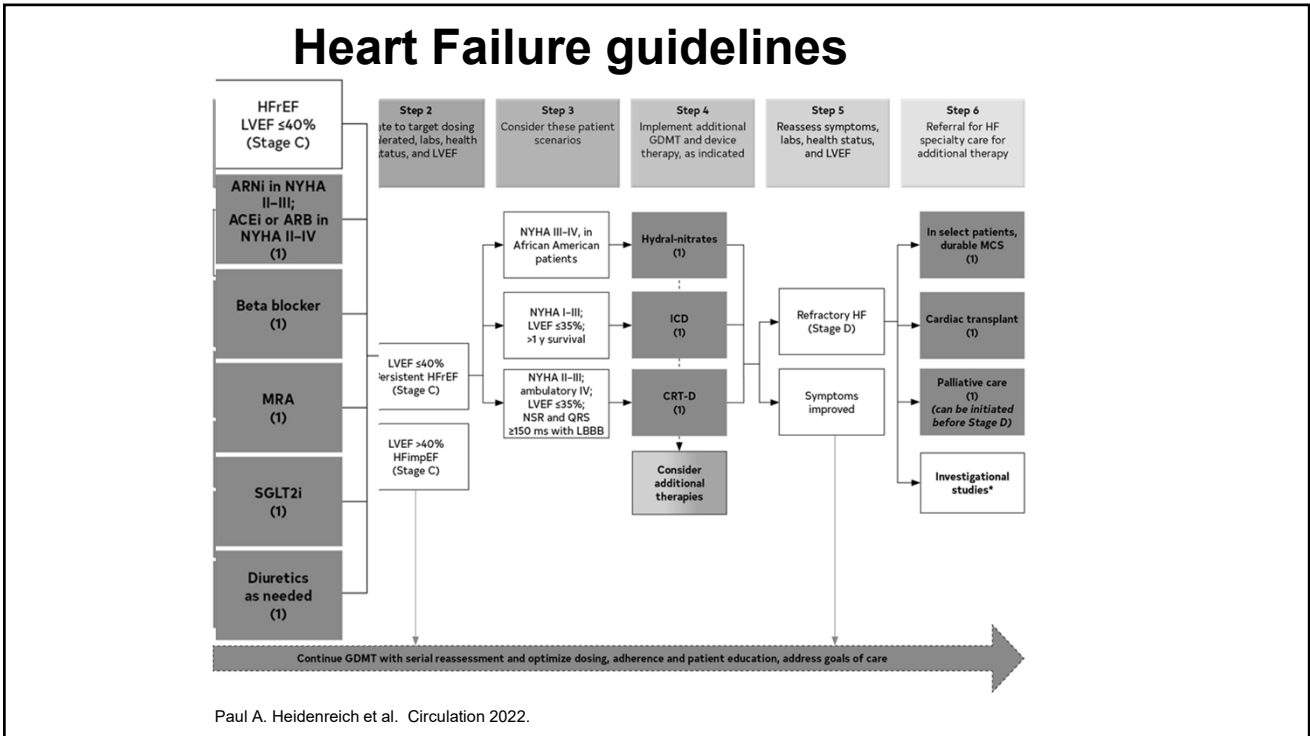 Heart Failure guidelines
HFrEF
LVEF ≤40%
(Stage C)
ARNi in NYHA
II–III;
ACEi or ARB in
NYHA II–IV
(1)
Beta blocker
(1)
MRA
(1)
SGLT2i
(1)
Diuretics
as needed
(1)
Step 2
to target dosing
labs, health
and LVEF
LVEF ≤40%
HFrEF
(Stage C)
LVEF >40%
HFimpEF
(Stage C)
Step 3
Consider these patient
scenarios
NYHA III–IV, in
African American
patients
NYHA I–III;
LVEF ≤35%;
>1 y survival
NYHA II–III;
ambulatory IV;
LVEF ≤35%;
NSR and QRS
≥150 ms with LBBB
Step 4
Implement additional
GDMT and device
therapy, as indicated
Hydral-nitrates
(1)
ICD
(1)
CRT-D
(1)
Consider
additional
therapies
Step 5
Reassess symptoms,
labs, health status,
and LVEF
Refractory HF
(Stage D)
Symptoms
improved
Step 6
Referral for HF
specialty care for
additional therapy
In select patients,
durable MCS
(1)
Cardiac transplant
(1)
Palliative care
(1)
(can be initiated
before Stage D)
Investigational
studies*
Continue GDMT with serial reassessment and optimize dosing, adherence and patient education, address goals of care
Paul A. Heidenreich et al. Circulation 2022.